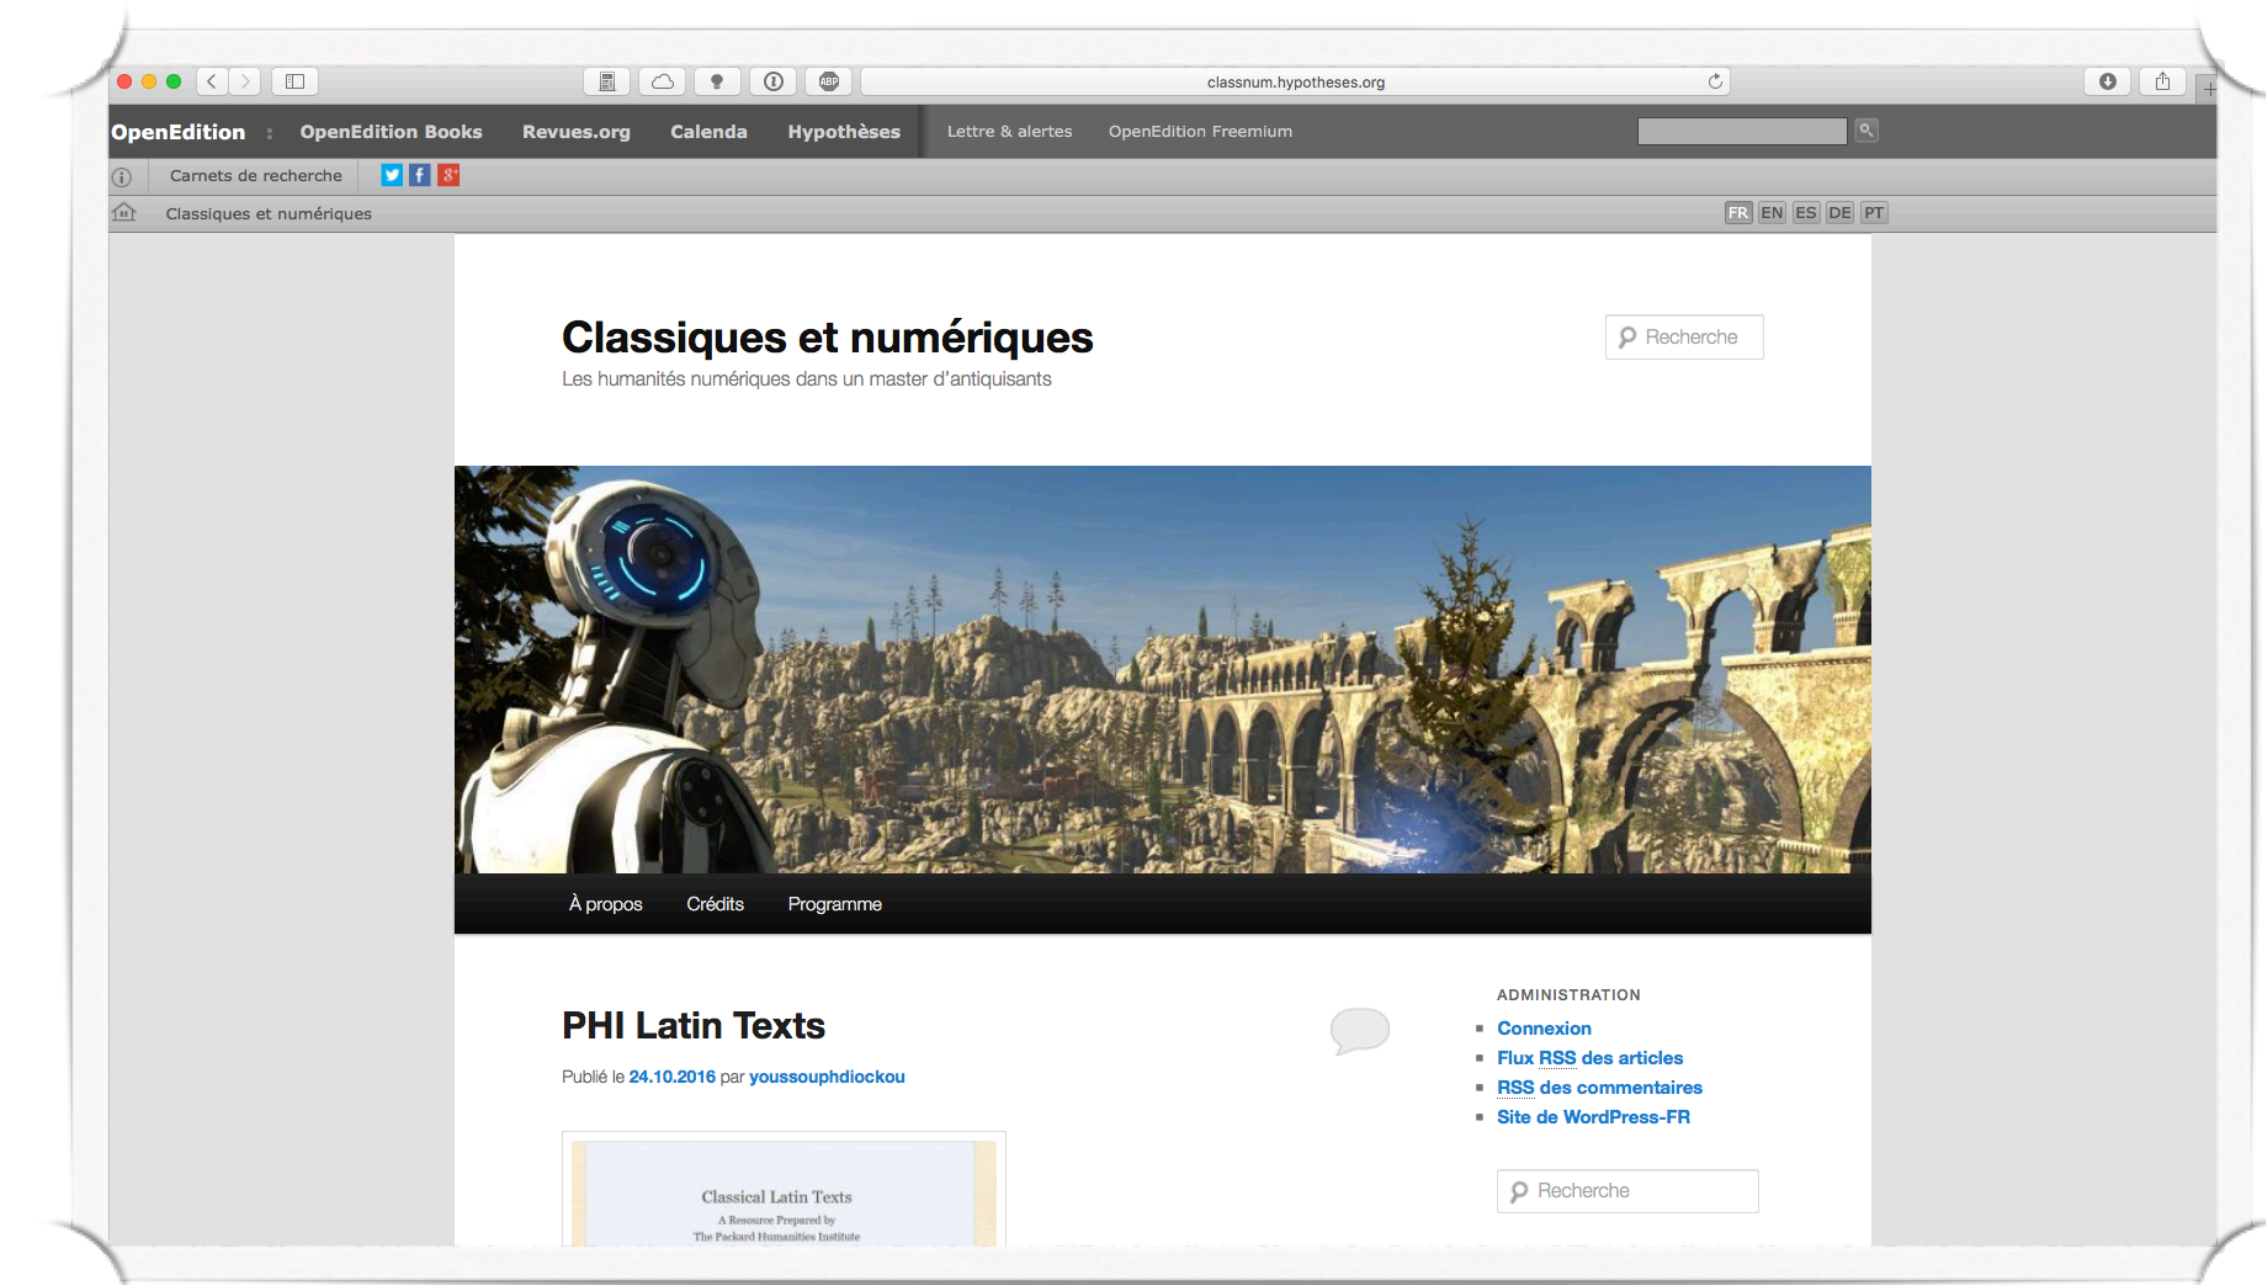 ABP
classnum.hypotheses.org
OpenEdition : OpenEdition Books Revues.org Calenda Hypothèses Lettre & alertes OpenEdition Freemium
Carnets de recherche
Classiques et numériques
FR EN ES DE PT
Classiques et numériques
Recherche
Les humanités numériques dans un master d'antiquisants
À propos Crédits Programme
PHI Latin Texts
Publié le 24.10.2016 par youssouphdiockou
Classical Latin Texts
A Resource Prepared by
The Packard Humanities Institute
ADMINISTRATION
Connexion
Flux RSS des articles
RSS des commentaires
Site de WordPress-FR
Recherche